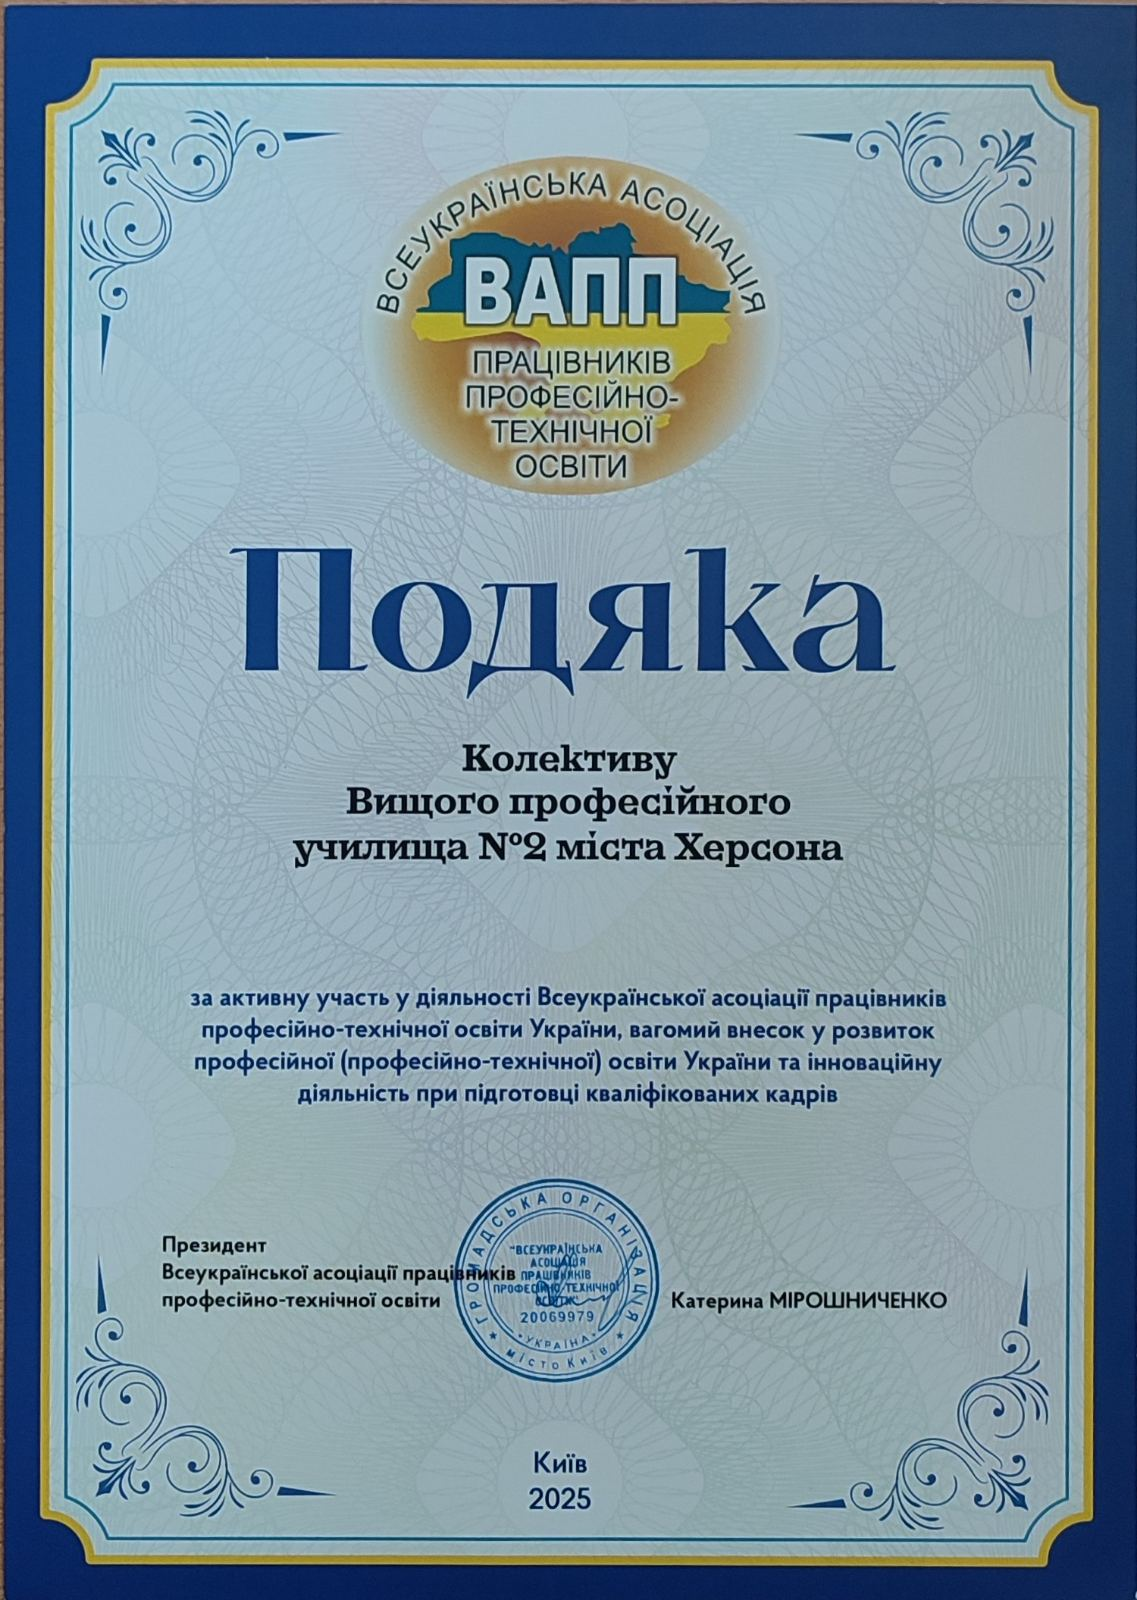 ВСЕУКРАЇНСЬКА АСОЦІАЦІЯ
ВАПП
ПРАЦІВНИКІВ
ПРОФЕСІЙНО-
ТЕХНІЧНОЇ
ОСВІТИ
Подяка
Колективу
Вищого професійного
училища №2 міста Херсона
за активну участь у діяльності Всеукраїнської асоціації працівників
професійно-технічної освіти України, вагомий внесок у розвиток
професійної (професійно-технічної) освіти України та інноваційну
діяльність при підготовці кваліфікованих кадрів
Президент
Всеукраїнської асоціації працівників
професійно-технічної освіти
ГРОМАДСЬКА ОРГАНІЗАЦІЯ
"ВСЕУКРАЇНСЬКА
АСОЦІАЦІЯ
ПРАЦІВНИКІВ
ПРОФЕСІЙНО-ТЕХНІЧНОЇ
ОСВІТИ"
20069979
УКРАЇНА
місто Київ
Катерина МІРОШНИЧЕНКО
Київ
2025